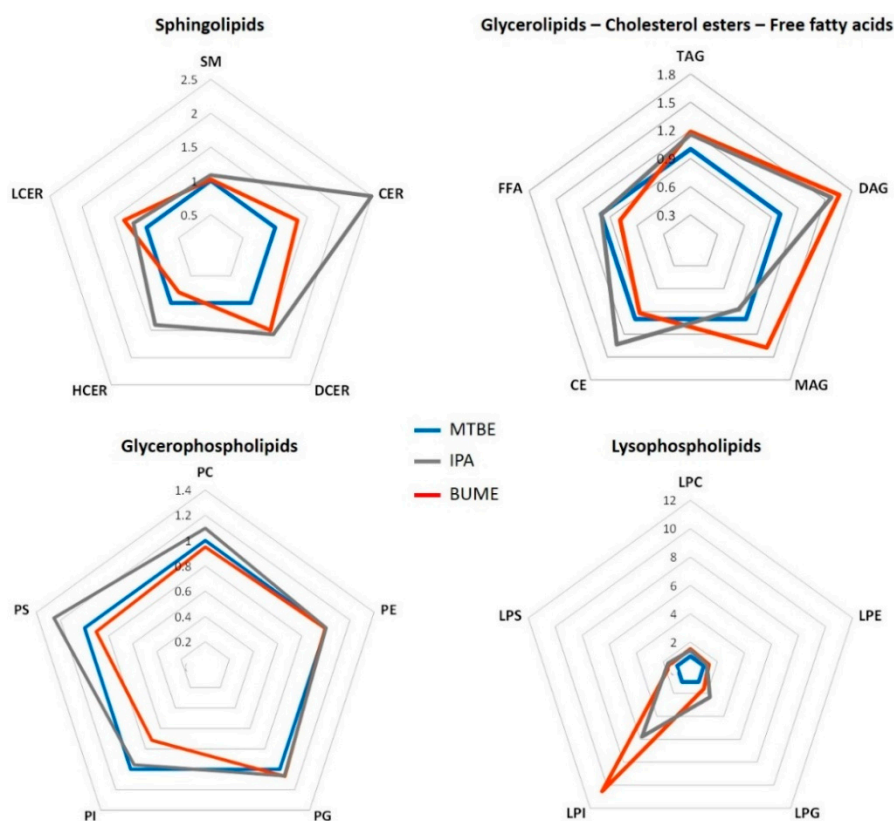 Sphingolipids
SM
2.5
2
1.5
1
0.5
LCER
CER
HCER
DCER
Glycerolipids – Cholesterol esters – Free fatty acids
TAG
1.8
1.5
1.2
0.9
0.6
0.3
FFA
DAG
CE
MAG
MTBE
IPA
BUME
Glycerophospholipids
PC
1.4
1.2
1
0.8
0.6
0.4
0.2
PS
PE
PI
PG
Lysophospholipids
LPC
12
10
8
6
4
2
LPS
LPE
LPI
LPG